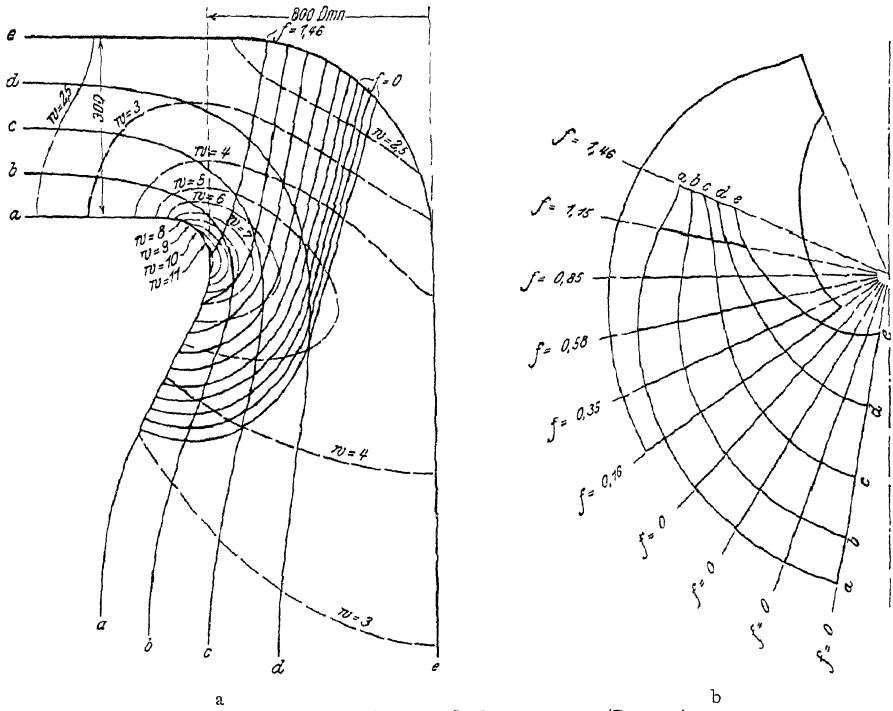 800 Dmn
f=1,46
f=0
e
d
c
b
a
w=2,5
300
w=3
w=4
w=5
w=6
w=7
w=8
w=9
w=10
w=11
w=2,5
w=4
w=3
a
b
c
d
e
a
f = 1,46
f = 1,15
f = 0,85
f = 0,58
f = 0,35
f = 0,16
f = 0
f = 0
f = 0
f = 0
a b c d e
e
d
c
b
a
b